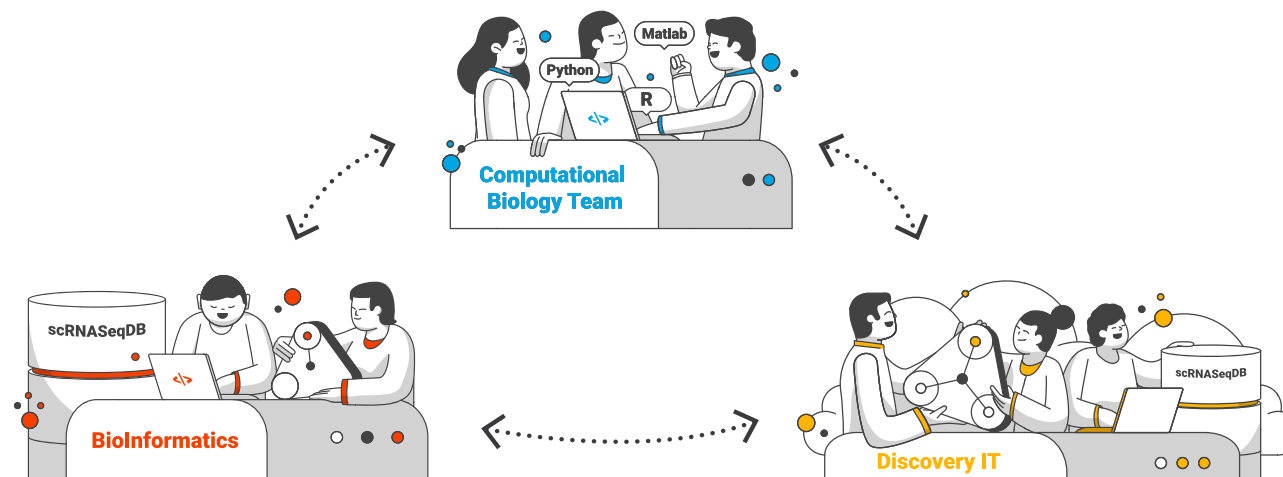 Matlab
Python
R
</>
Computational
Biology Team
scRNASeqDB
</>
BioInformatics
scRNASeqDB
Discovery IT